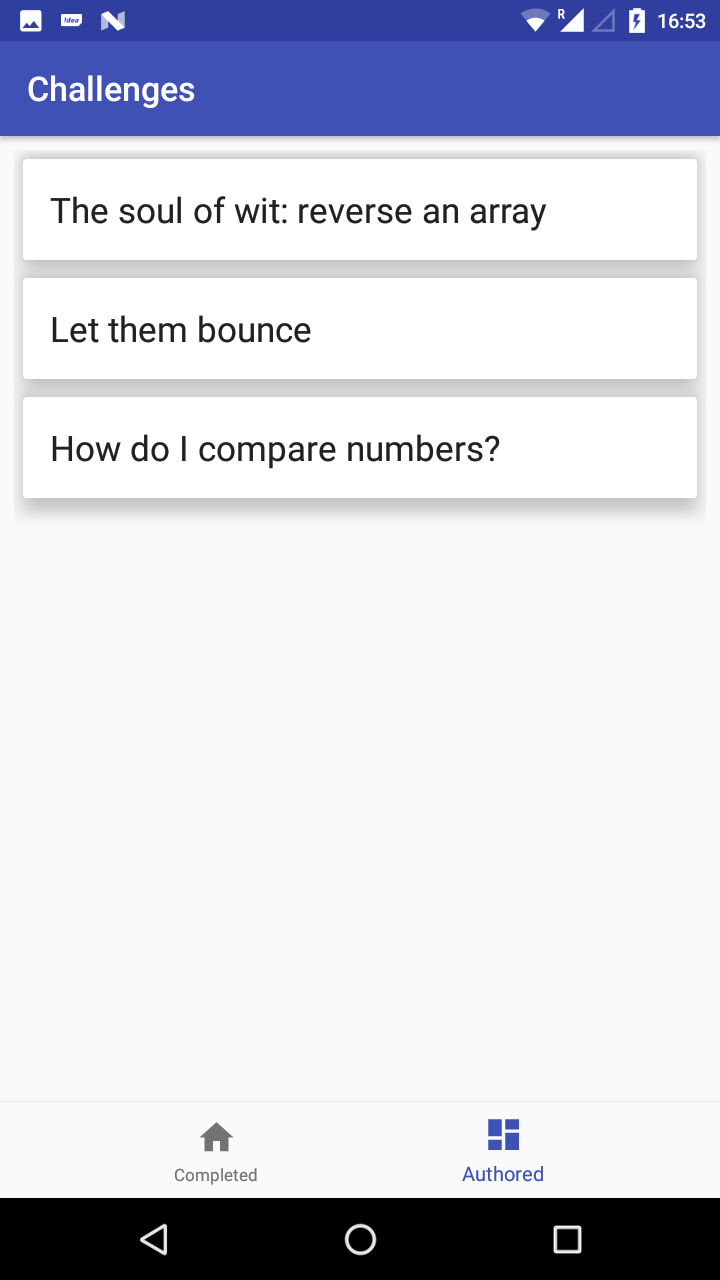 Idea R 16:53
Challenges
The soul of wit: reverse an array
Let them bounce
How do I compare numbers?
Completed Authored